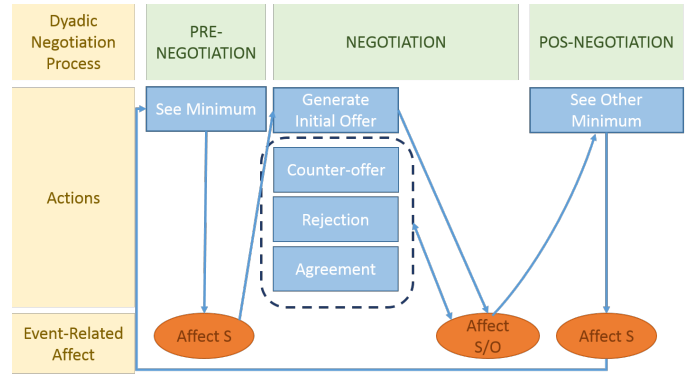 Dyadic
Negotiation
Process
PRE-
NEGOTIATION
NEGOTIATION
POS-NEGOTIATION
Actions
See Minimum
Generate
Initial Offer
See Other
Minimum
Counter-offer
Rejection
Agreement
Event-Related
Affect
Affect S
Affect
S/O
Affect S